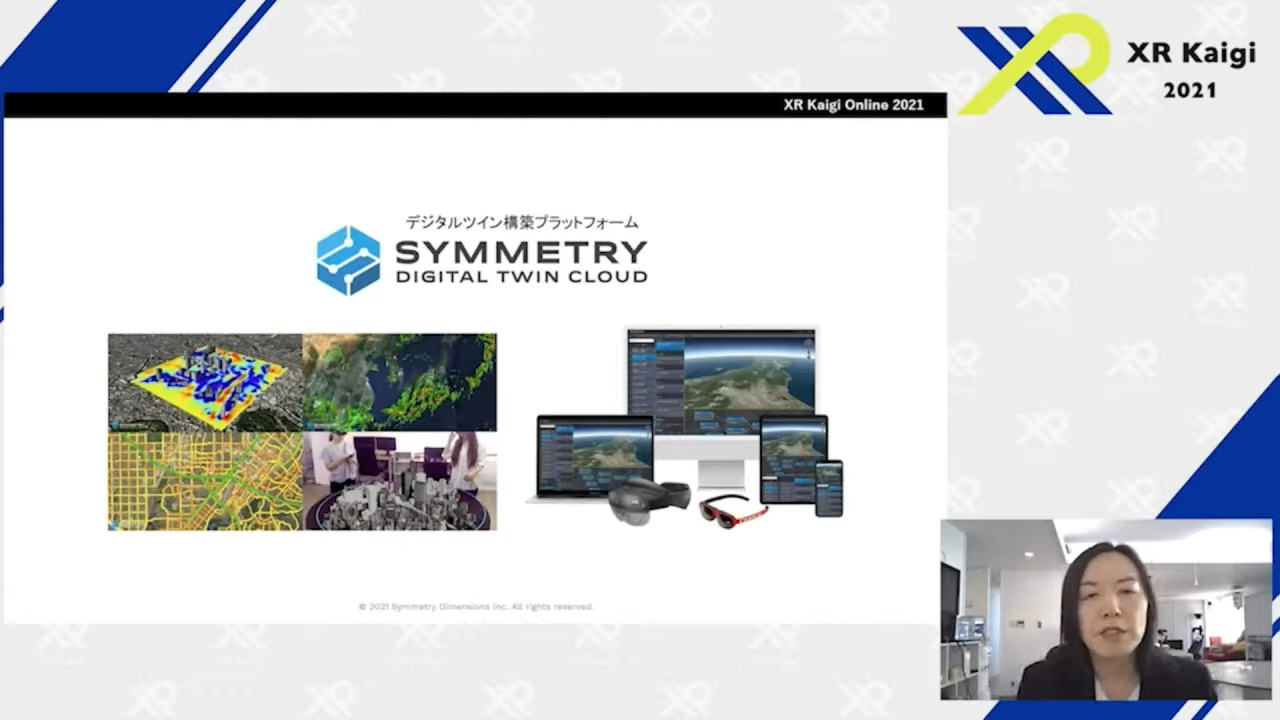 XR Kaigi
2021
XR Kaigi Online 2021
デジタルツイン構築プラットフォーム
SYMMETRY
DIGITAL TWIN CLOUD
© 2021 Symmetry Dimensions Inc. All rights reserved.